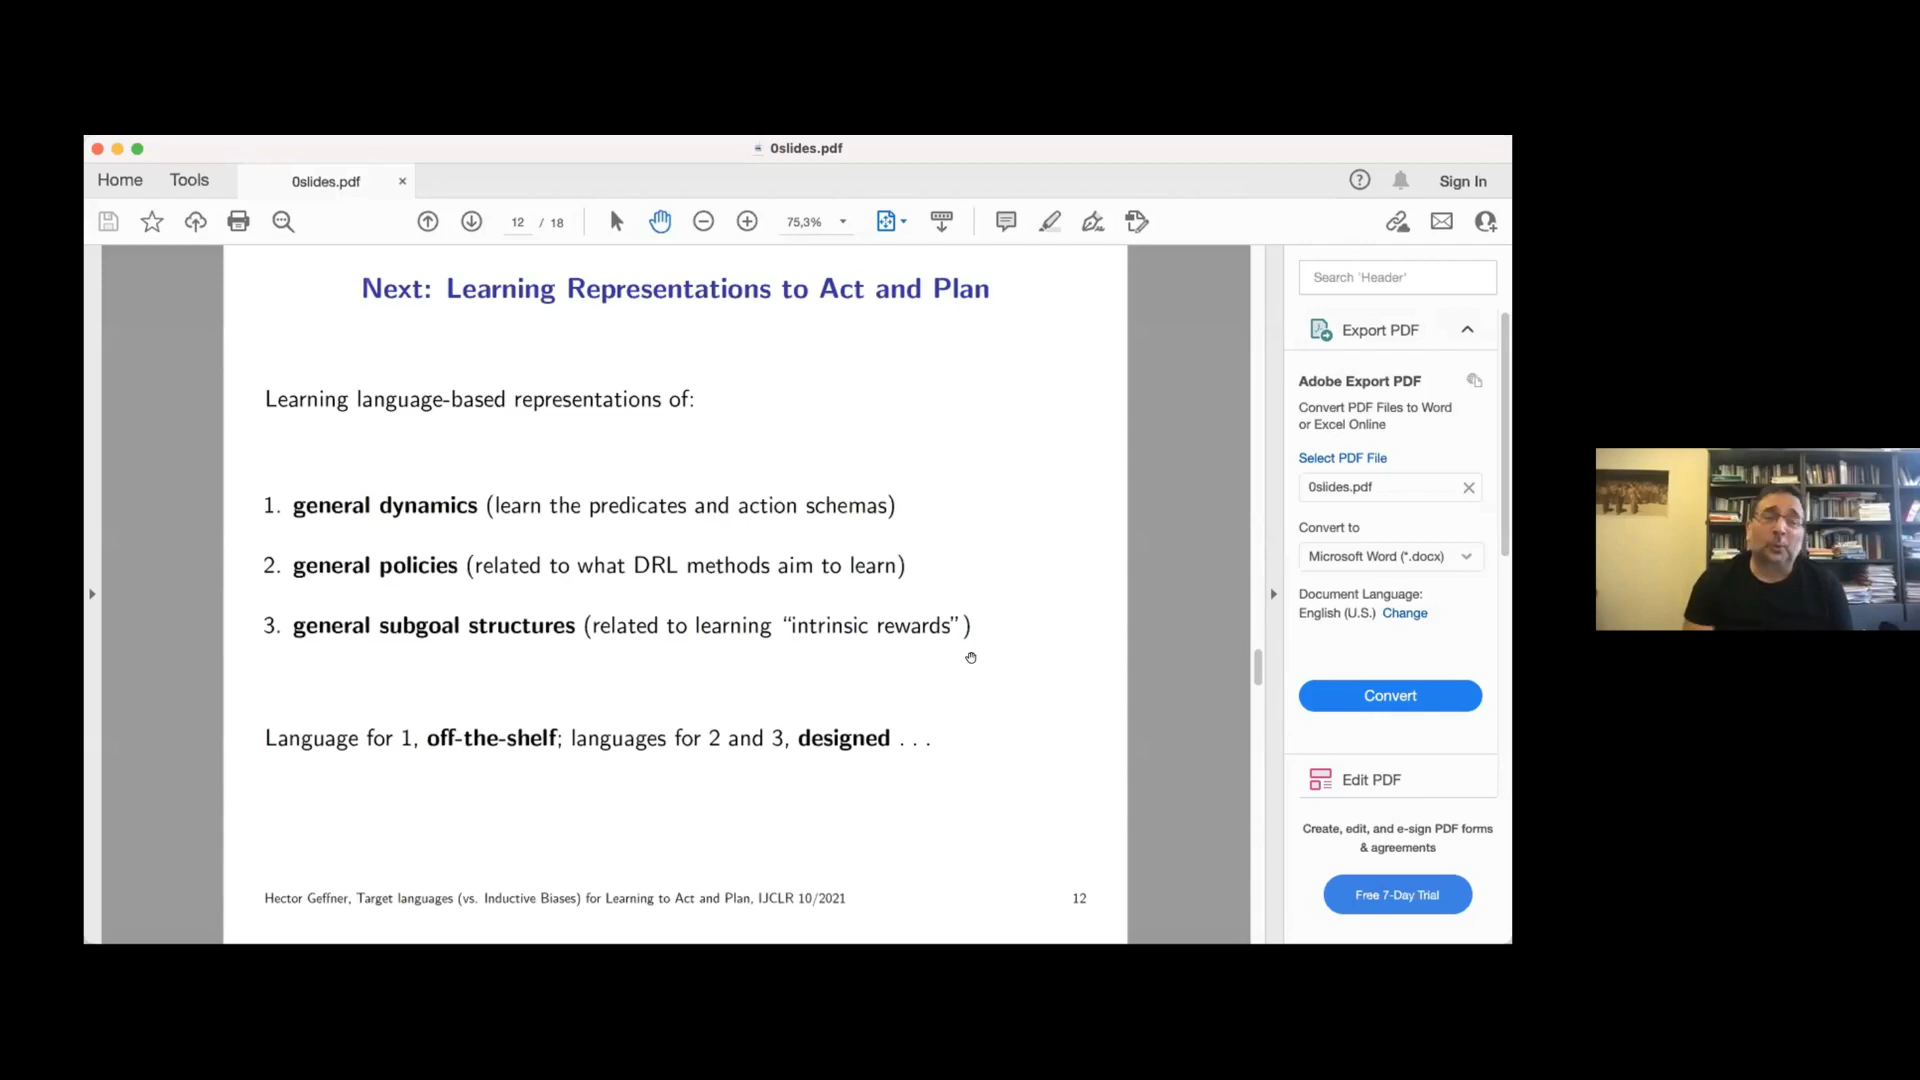 0slides.pdf
Home
Tools
0slides.pdf
Sign In
12 / 18
75,3%
Next: Learning Representations to Act and Plan
Learning language-based representations of:
1. general dynamics (learn the predicates and action schemas)
2. general policies (related to what DRL methods aim to learn)
3. general subgoal structures (related to learning “intrinsic rewards”)
Language for 1, off-the-shelf; languages for 2 and 3, designed . . .
Hector Geffner, Target languages (vs. Inductive Biases) for Learning to Act and Plan, IJCLR 10/2021
12
Search 'Header'
Export PDF
Adobe Export PDF
Convert PDF Files to Word
or Excel Online
Select PDF File
0slides.pdf
Convert to
Microsoft Word (*.docx)
Document Language:
English (U.S.) Change
Convert
Edit PDF
Create, edit, and e-sign PDF forms
& agreements
Free 7-Day Trial